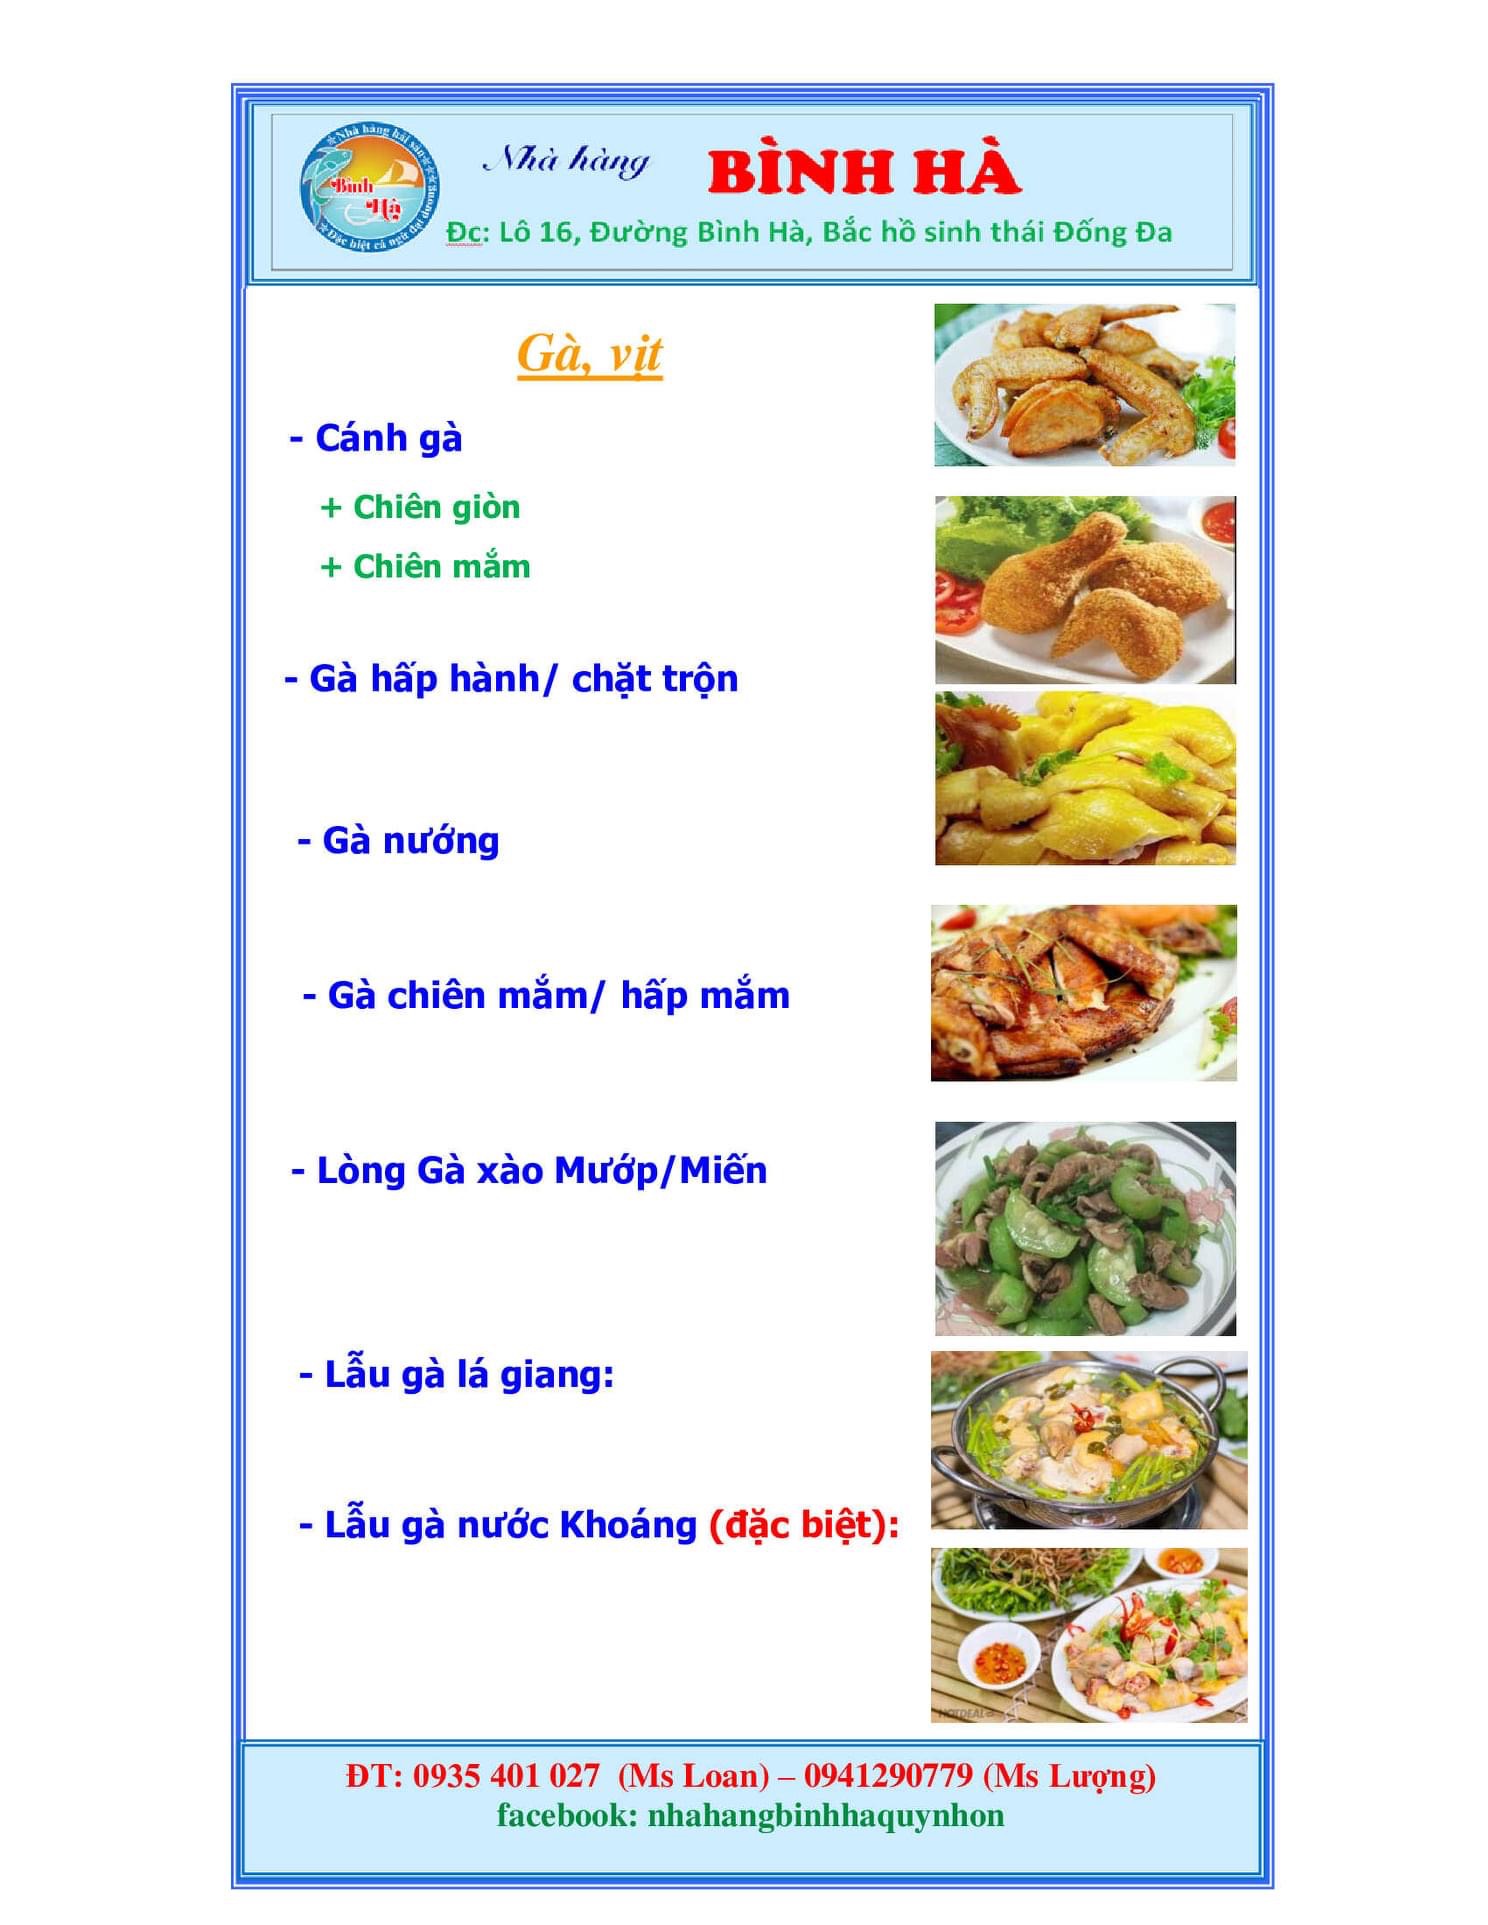 Nhà hàng hải sản
Bình
Hà
Đặc biệt cá ngừ đại dương
Nhà hàng BÌNH HÀ
Đc: Lô 16, Đường Bình Hà, Bắc hồ sinh thái Đống Đa
Gà, vịt
- Cánh gà
+ Chiên giòn
+ Chiên mắm
- Gà hấp hành/ chặt trộn
- Gà nướng
- Gà chiên mắm/ hấp mắm
- Lòng Gà xào Mướp/Miến
- Lẫu gà lá giang:
- Lẫu gà nước Khoáng (đặc biệt):
HOTDEAL
ĐT: 0935 401 027 (Ms Loan) – 0941290779 (Ms Lượng)
facebook: nhahangbinhhaquynhon